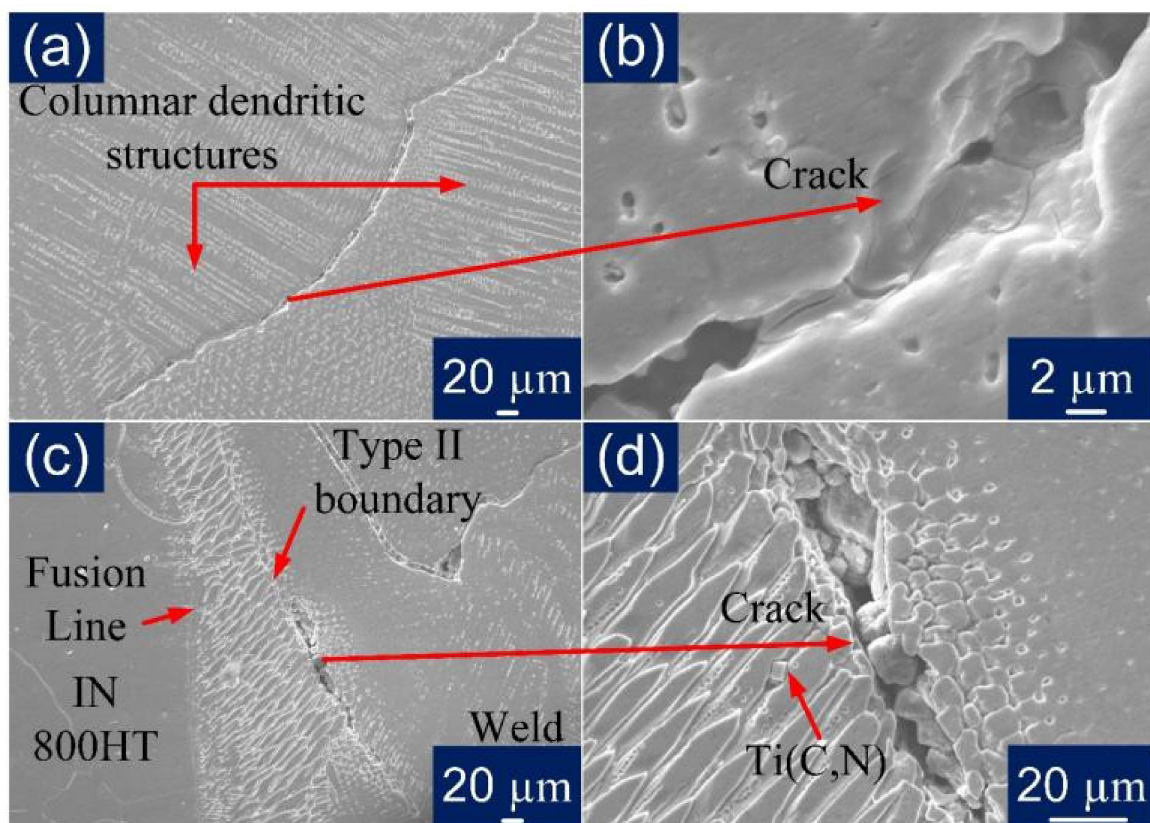 (a)
Columnar dendritic
structures
20 μm
(b)
Crack
2 μm
(c)
Type II
boundary
Fusion
Line
IN
800HT
Weld
20 μm
(d)
Crack
Ti(C,N)
20 μm